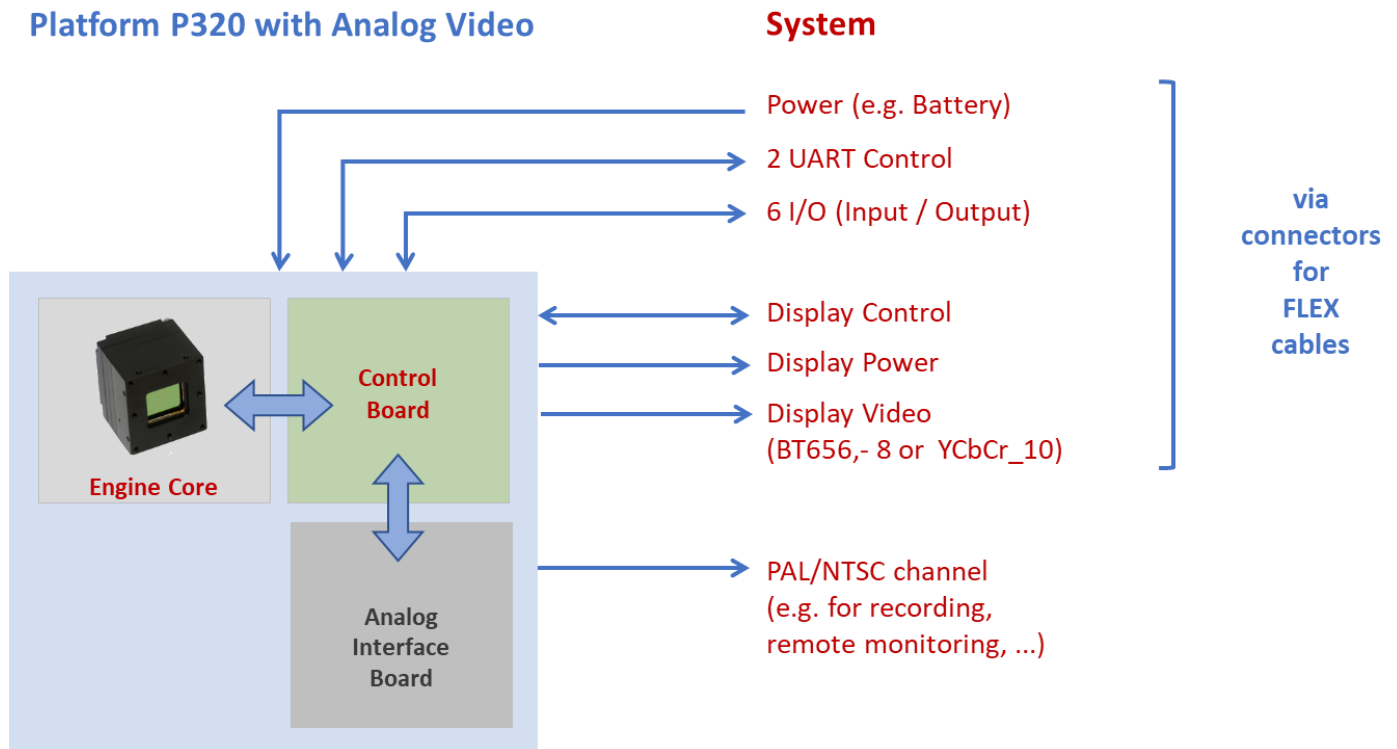 Platform P320 with Analog Video
System
Power (e.g. Battery)
2 UART Control
6 I/O (Input / Output)
via
connectors
for
FLEX
cables
Display Control
Display Power
Display Video
(BT656,- 8 or  YCbCr_10)
Control
Board
Engine Core
PAL/NTSC channel
(e.g. for recording,
remote monitoring, ...)
Analog
Interface
Board